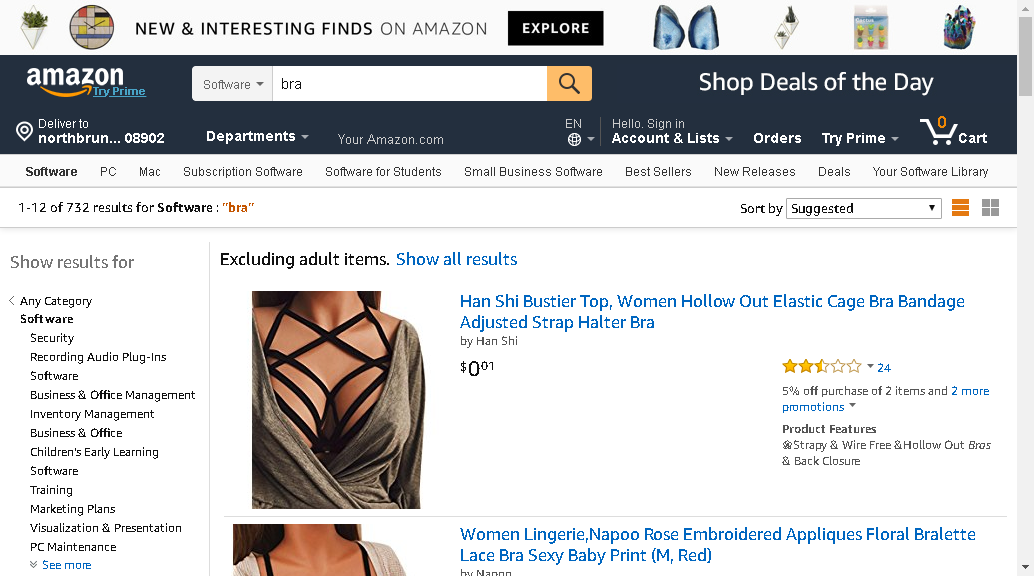 NEW & INTERESTING FINDS ON AMAZON EXPLORE
amazon
Try Prime
Software bra
Shop Deals of the Day
Deliver to
northbrun... 08902
Departments
Your Amazon.com
EN
Hello. Sign in
Account & Lists
Orders
Try Prime
0
Cart
Software PC Mac Subscription Software Software for Students Small Business Software Best Sellers New Releases Deals Your Software Library
1-12 of 732 results for Software : "bra"
Sort by Suggested
Show results for
Any Category
Software
Security
Recording Audio Plug-Ins
Software
Business & Office Management
Inventory Management
Business & Office
Children's Early Learning
Software
Training
Marketing Plans
Visualization & Presentation
PC Maintenance
See more
Excluding adult items. Show all results
Han Shi Bustier Top, Women Hollow Out Elastic Cage Bra Bandage
Adjusted Strap Halter Bra
by Han Shi
$0.01
24
5% off purchase of 2 items and 2 more
promotions
Product Features
❀Strapy & Wire Free &Hollow Out Bras
& Back Closure
Women Lingerie,Napoo Rose Embroidered Appliques Floral Bralette
Lace Bra Sexy Baby Print (M, Red)
by Napoo